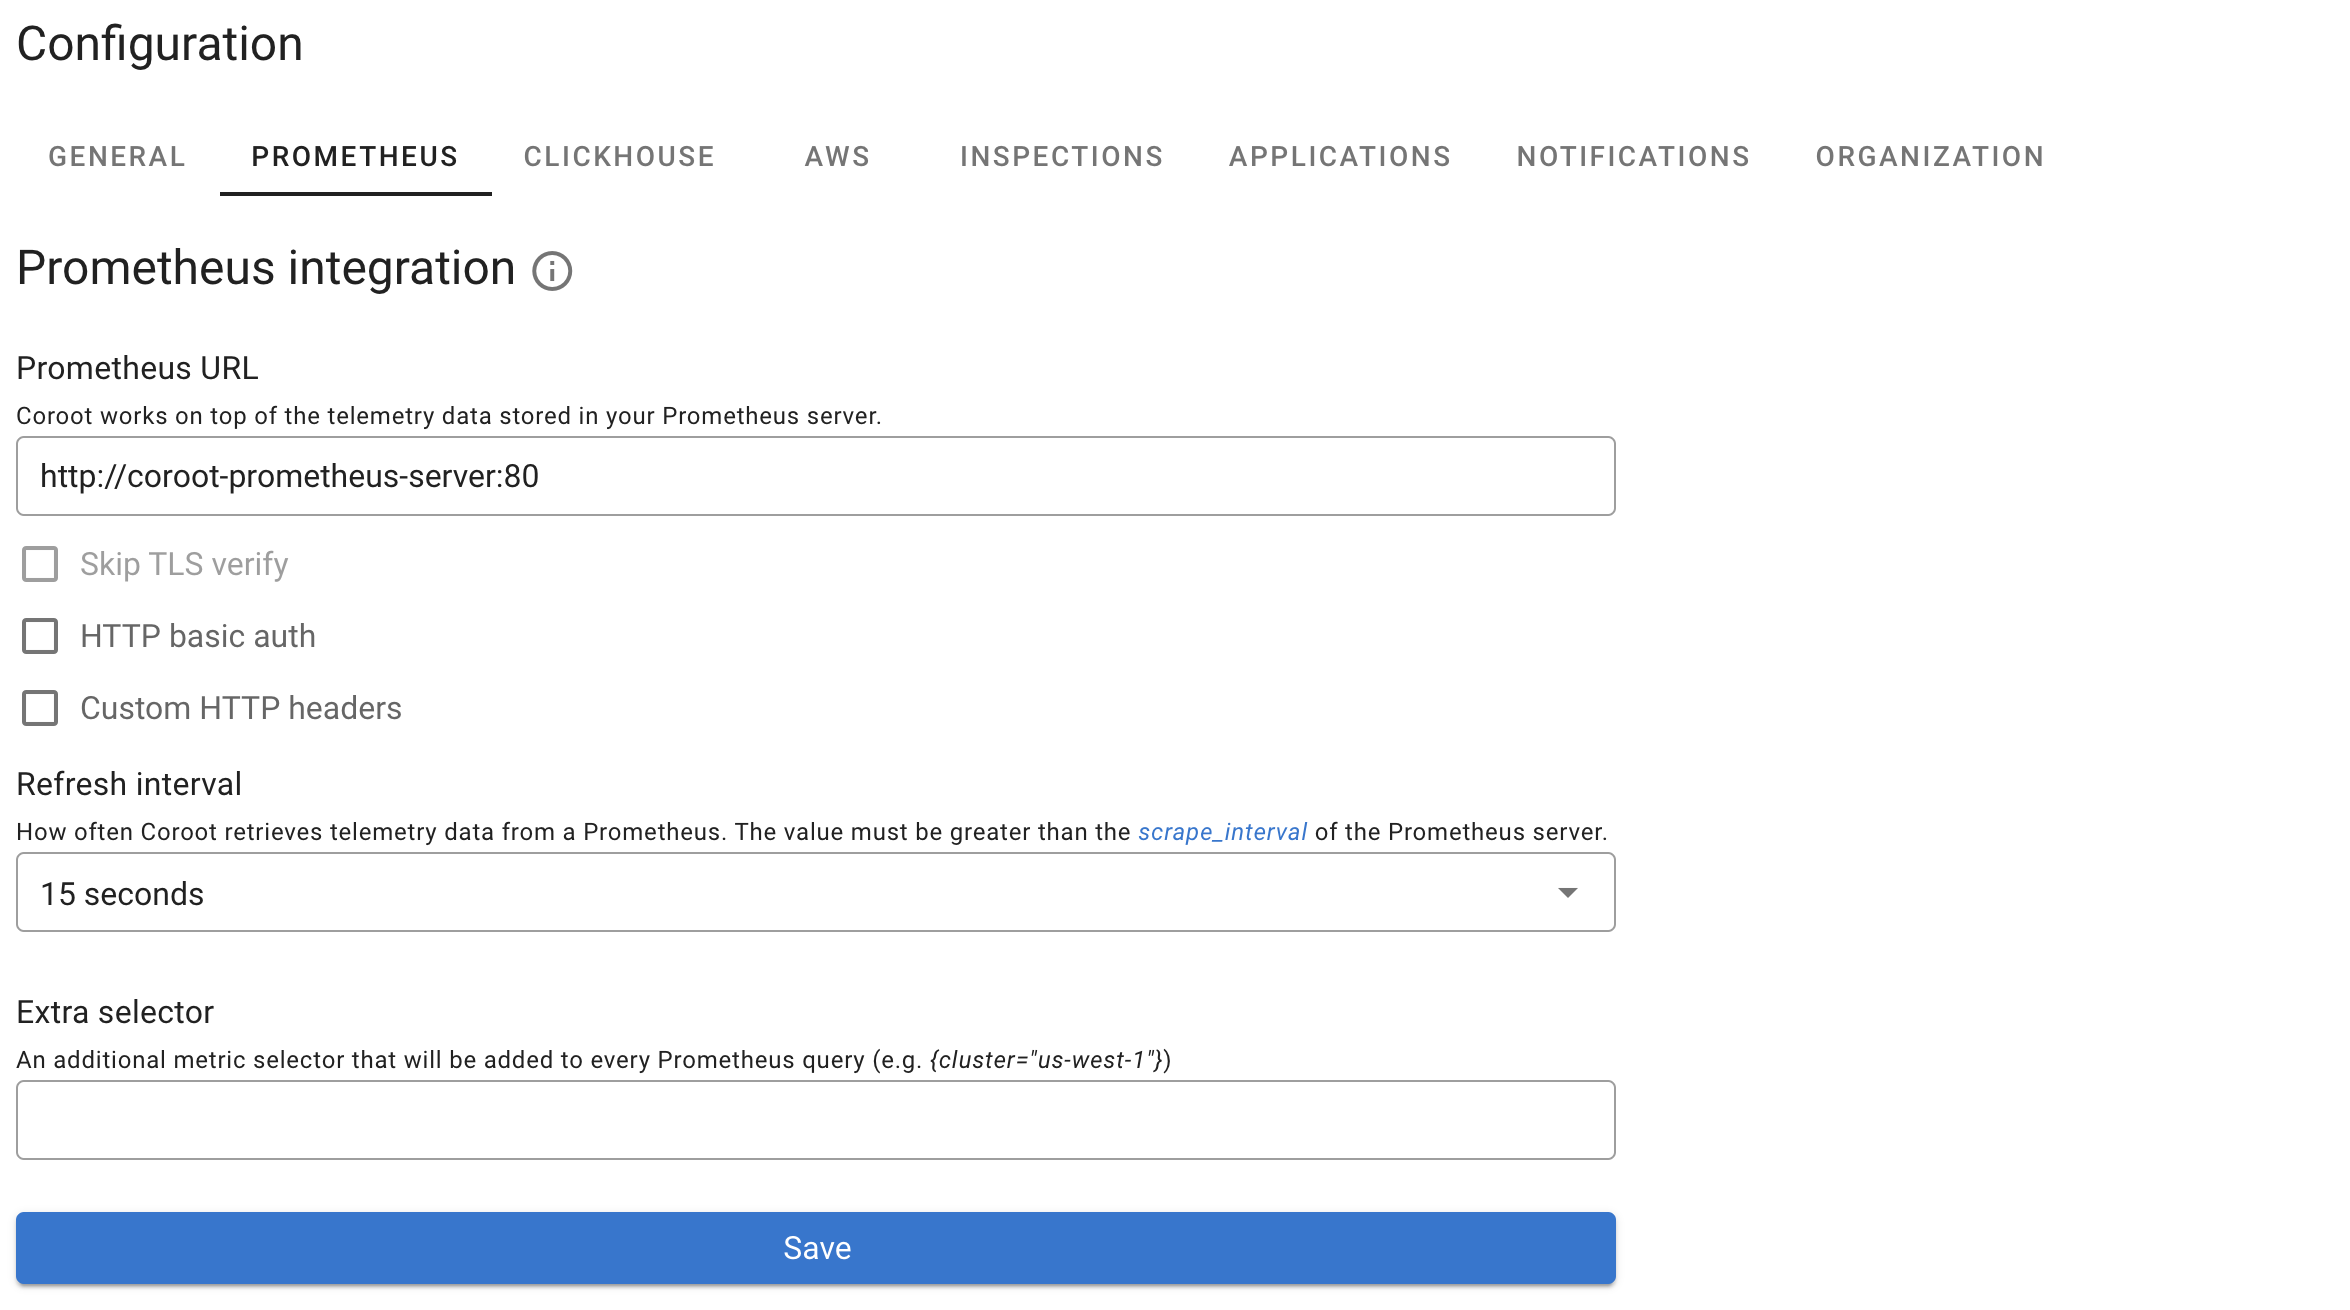 Configuration
GENERAL PROMETHEUS CLICKHOUSE AWS INSPECTIONS APPLICATIONS NOTIFICATIONS ORGANIZATION
Prometheus integration
Prometheus URL
Coroot works on top of the telemetry data stored in your Prometheus server.
http://coroot-prometheus-server:80
Skip TLS verify
HTTP basic auth
Custom HTTP headers
Refresh interval
How often Coroot retrieves telemetry data from a Prometheus. The value must be greater than the scrape_interval of the Prometheus server.
15 seconds
Extra selector
An additional metric selector that will be added to every Prometheus query (e.g. {cluster="us-west-1"})
Save